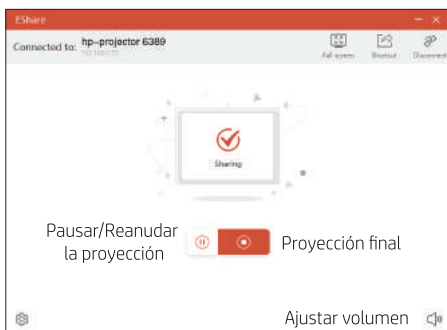 EShare
Connected to: hp-projector 6389
Full screen
Shortcut
Disconnect
Sharing
Pausar/Reanudar
la proyección
Proyección final
Ajustar volumen